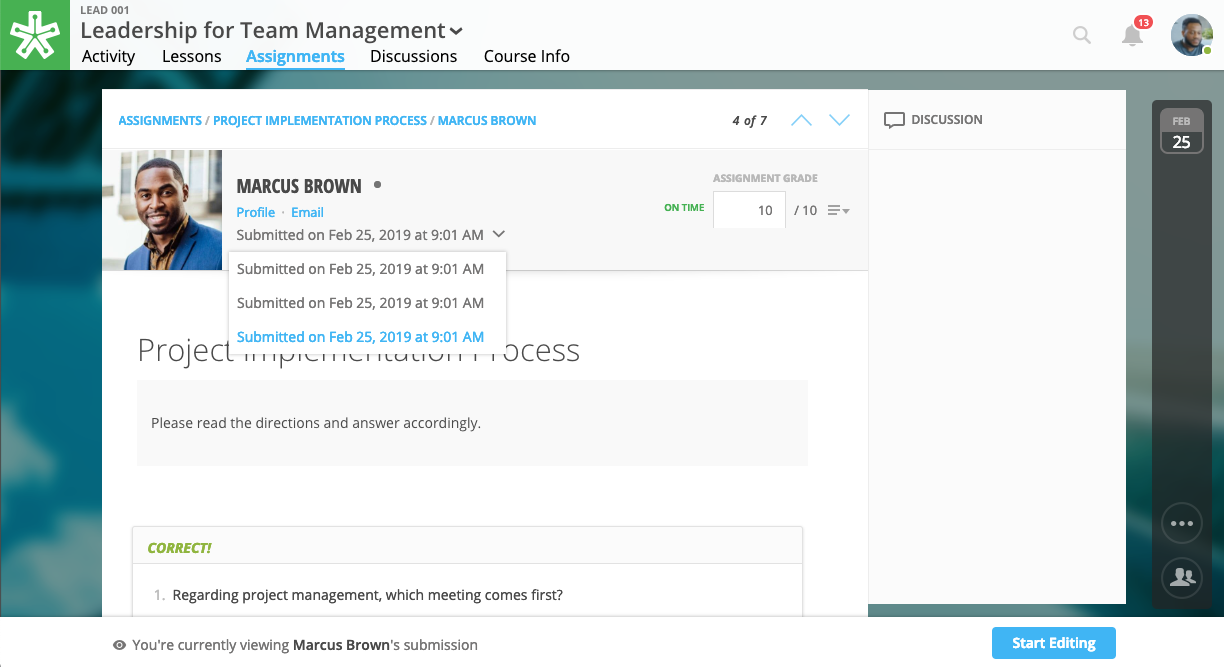 LEAD 001
Leadership for Team Management
Activity Lessons Assignments Discussions Course Info
13
ASSIGNMENTS / PROJECT IMPLEMENTATION PROCESS / MARCUS BROWN
4 of 7
DISCUSSION
FEB
25
MARCUS BROWN
Profile · Email
Submitted on Feb 25, 2019 at 9:01 AM
ASSIGNMENT GRADE
ON TIME 10 / 10
Submitted on Feb 25, 2019 at 9:01 AM
Submitted on Feb 25, 2019 at 9:01 AM
Submitted on Feb 25, 2019 at 9:01 AM
Project Implementation Process
Please read the directions and answer accordingly.
CORRECT!
1. Regarding project management, which meeting comes first?
You're currently viewing Marcus Brown's submission
Start Editing